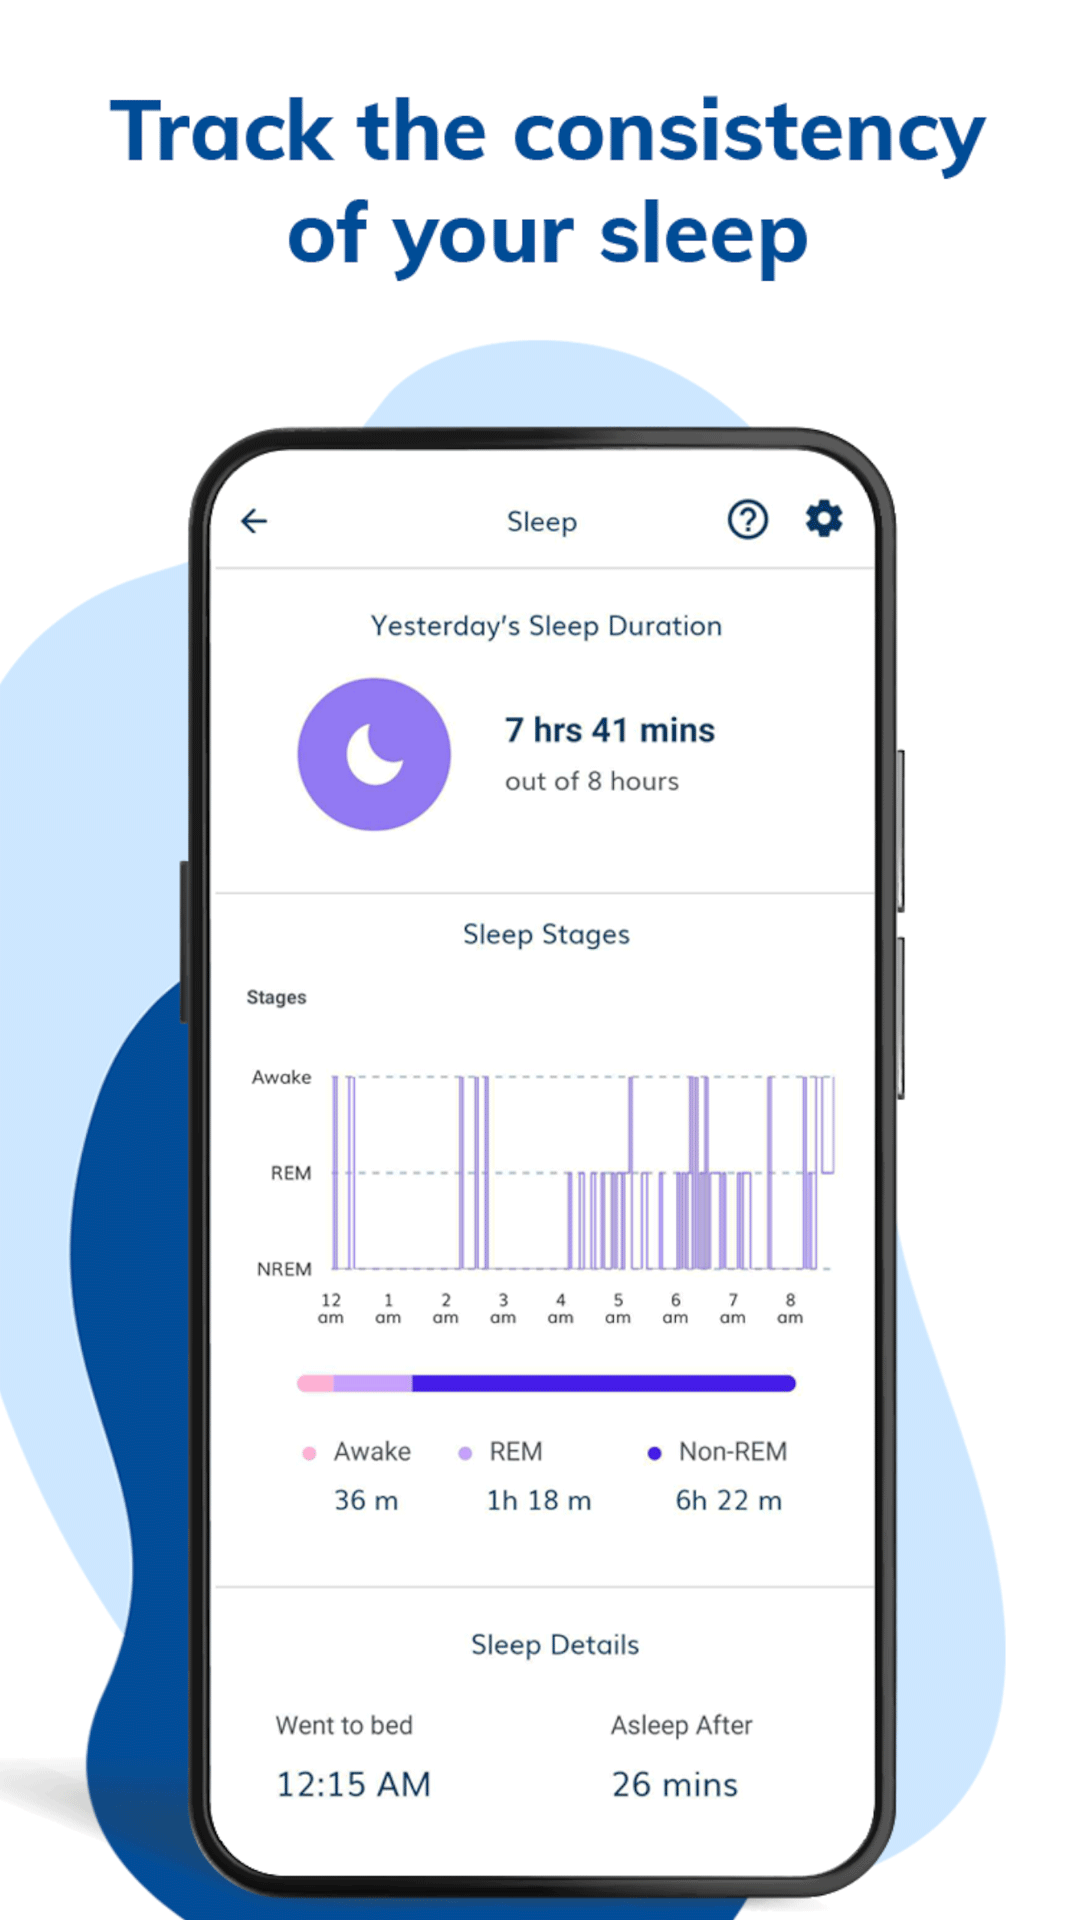 Track the consistency
of your sleep
Sleep
Yesterday's Sleep Duration
7 hrs 41 mins
out of 8 hours
Sleep Stages
Stages
Awake
REM
NREM
12 1 2 3 4 5 6 7 8
am am am am am am am am am
Awake REM Non-REM
36 m 1h 18 m 6h 22 m
Sleep Details
Went to bed Asleep After
12:15 AM 26 mins